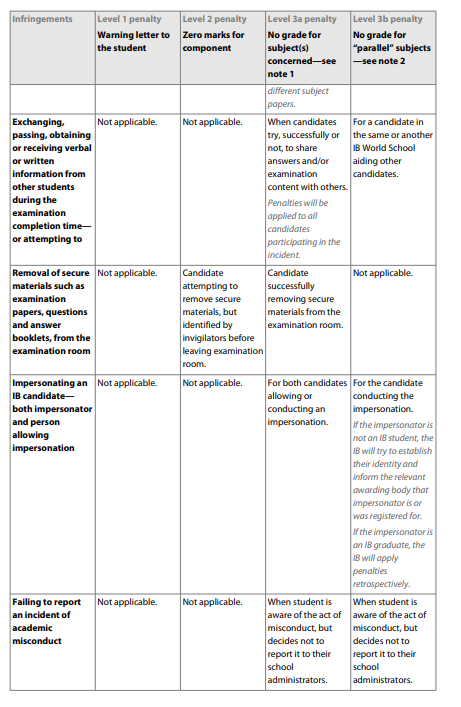 Infringements
Level 1 penalty
Warning letter to
the student
Level 2 penalty
Zero marks for
component
Level 3a penalty
No grade for
subject(s)
concerned—see
note 1
Level 3b penalty
No grade for
“parallel” subjects
—see note 2
different subject
papers.
Exchanging,
passing, obtaining
or receiving verbal
or written
information from
other students
during the
examination
completion time—
or attempting to
Not applicable.
Not applicable.
When candidates
try, successfully or
not, to share
answers and/or
examination
content with others.
Penalties will be
applied to all
candidates
participating in the
incident.
For a candidate in
the same or another
IB World School
aiding other
candidates.
Removal of secure
materials such as
examination
papers, questions
and answer
booklets, from the
examination room
Not applicable.
Candidate
attempting to
remove secure
materials, but
identified by
invigilators before
leaving examination
room.
Candidate
successfully
removing secure
materials from the
examination room.
Not applicable.
Impersonating an
IB candidate—
both impersonator
and person
allowing
impersonation
Not applicable.
Not applicable.
For both candidates
allowing or
conducting an
impersonation.
For the candidate
conducting the
impersonation.
If the impersonator is
not an IB student, the
IB will try to establish
their identity and
inform the relevant
awarding body that
impersonator is or
was registered for.
If the impersonator is
an IB graduate, the
IB will apply
penalties
retrospectively.
Failing to report
an incident of
academic
misconduct
Not applicable.
Not applicable.
When student is
aware of the act of
misconduct, but
decides not to
report it to their
school
administrators.
When student is
aware of the act of
misconduct, but
decides not to
report it to their
school
administrators.